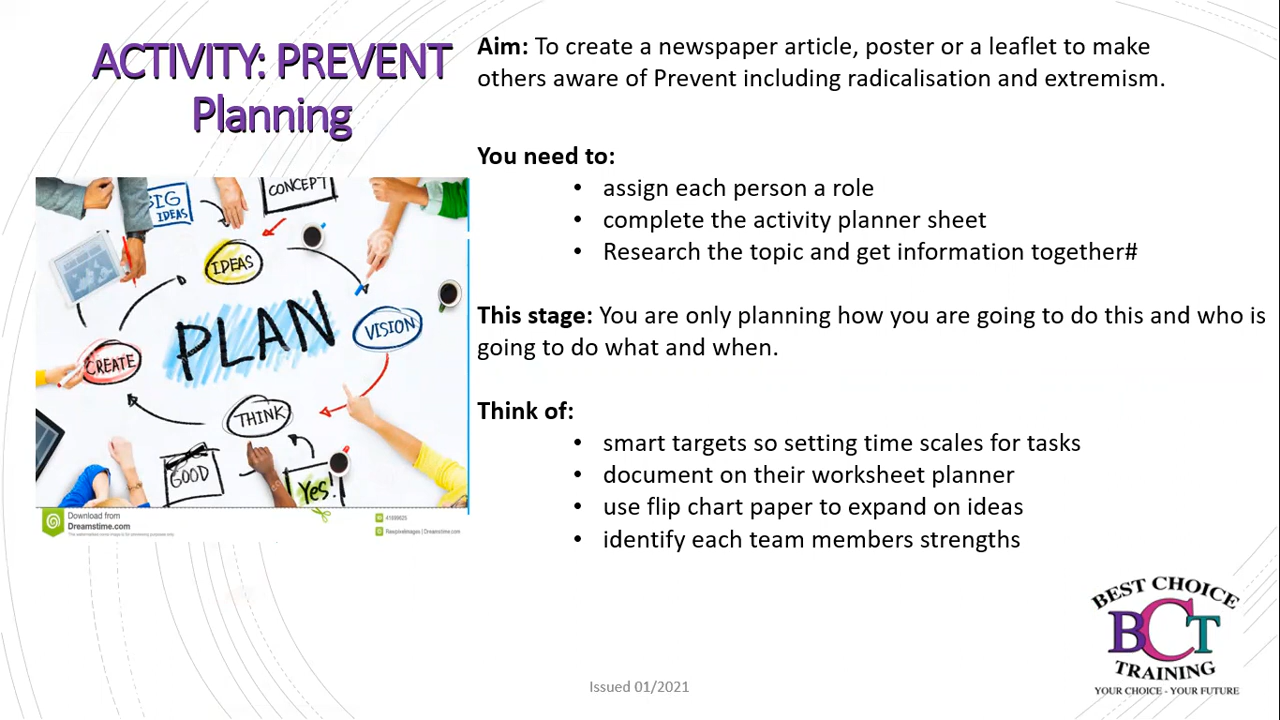 ACTIVITY: PREVENT
Planning
Aim: To create a newspaper article, poster or a leaflet to make
others aware of Prevent including radicalisation and extremism.
You need to:
• assign each person a role
• complete the activity planner sheet
• Research the topic and get information together#
This stage: You are only planning how you are going to do this and who is
going to do what and when.
Think of:
• smart targets so setting time scales for tasks
• document on their worksheet planner
• use flip chart paper to expand on ideas
• identify each team members strengths
BIG
IDEAS
CONCEPT
IDEAS
PLAN
VISION
CREATE
THINK
GOOD
Yes!
Download from
Dreamstime.com
BEST CHOICE
BCT
TRAINING
YOUR CHOICE - YOUR FUTURE
Issued 01/2021